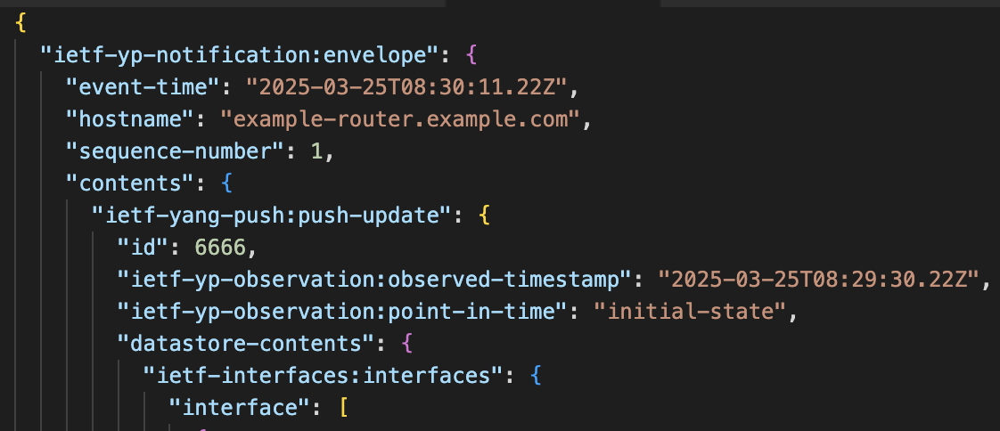 {
"ietf-yp-notification:envelope": {
"event-time": "2025-03-25T08:30:11.22Z",
"hostname": "example-router.example.com",
"sequence-number": 1,
"contents": {
"ietf-yang-push:push-update": {
"id": 6666,
"ietf-yp-observation:observed-timestamp": "2025-03-25T08:29:30.22Z",
"ietf-yp-observation:point-in-time": "initial-state",
"datastore-contents": {
"ietf-interfaces:interfaces": {
"interface": [